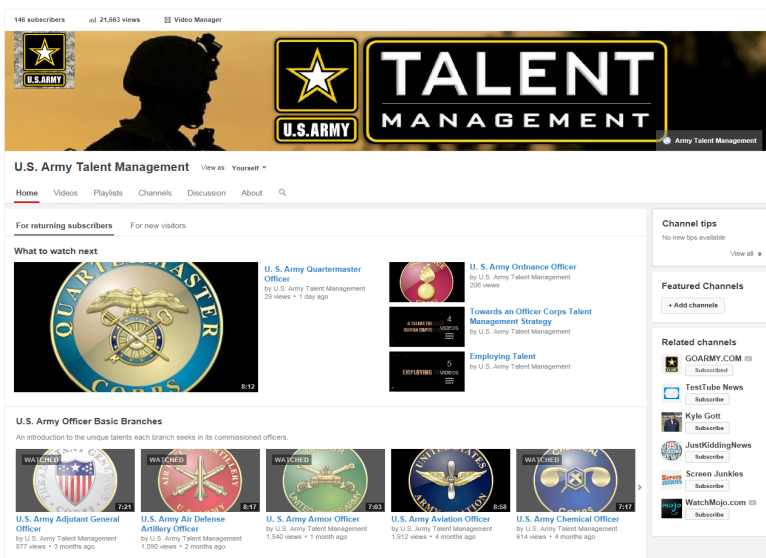 146 subscribers
21,663 views
Video Manager
U.S.ARMY
U.S.ARMY
TALENT
MANAGEMENT
Army Talent Management
U.S. Army Talent Management
View as: Yourself
Home
Videos
Playlists
Channels
Discussion
About
For returning subscribers
For new visitors
What to watch next
QUARTERMASTER
CORPS
8:12
U. S. Army Quartermaster
Officer
by U.S. Army Talent Management
29 views • 1 day ago
U. S. Army Ordnance Officer
by U.S. Army Talent Management
206 views
4
VIDEOS
Towards an Officer Corps Talent
Management Strategy
by U.S. Army Talent Management
EMPLOYING
5
VIDEOS
Employing Talent
by U.S. Army Talent Management
U.S. Army Officer Basic Branches
An introduction to the unique talents each branch seeks in its commissioned officers.
WATCHED
7:21
U.S. Army Adjutant General
Officer
by U.S. Army Talent Management
877 views • 3 months ago
WATCHED
8:17
U.S. Army Air Defense
Artillery Officer
by U.S. Army Talent Management
1,090 views • 2 months ago
WATCHED
7:03
U. S. Army Armor Officer
by U.S. Army Talent Management
1,540 views • 1 month ago
8:58
U.S. Army Aviation Officer
by U.S. Army Talent Management
1,912 views • 4 months ago
WATCHED
7:17
U.S. Army Chemical Officer
by U.S. Army Talent Management
614 views • 4 months ago
Channel tips
No new tips available
View all »
Featured Channels
+ Add channels
Related channels
GOARMY.COM
Subscribed
TestTube News
Subscribe
Kyle Gott
Subscribe
JustKiddingNews
Subscribe
Screen Junkies
Subscribe
mojo
WatchMojo.com
Subscribe